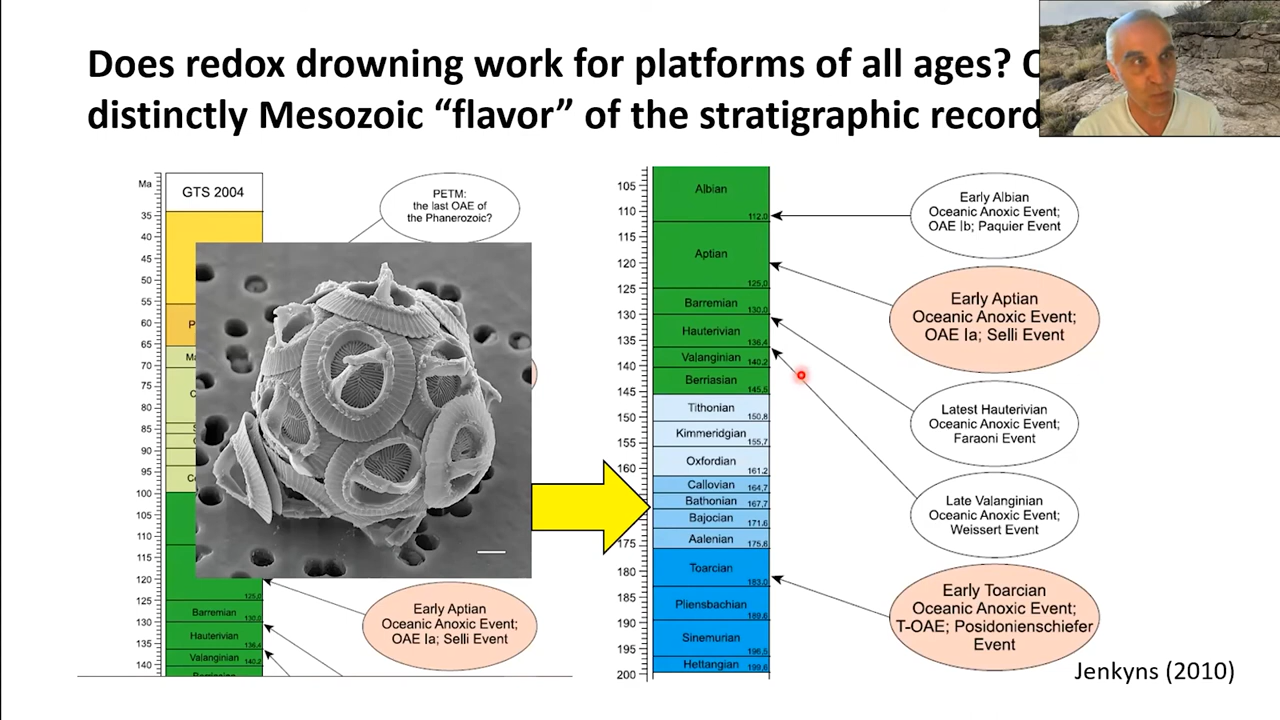 Does redox drowning work for platforms of all ages?
distinctly Mesozoic “flavor” of the stratigraphic record
Ma
GTS 2004
35
40
45
50
55
60
65
70
75
80
85
90
95
100
105
110
115
120
125
130
135
140
PETM:
the last OAE of
the Phanerozoic?
125,0
Barremian
130,0
Hauterivian
136,4
Valanginian
140,2
Early Aptian
Oceanic Anoxic Event;
OAE Ia; Selli Event
105
110
115
120
125
130
135
140
145
150
155
160
175
180
185
190
195
200
Albian
112,0
Aptian
125,0
Barremian
130,0
Hauterivian
136,4
Valanginian
140,2
Berriasian
145,5
Tithonian
150,8
Kimmeridgian
155,7
Oxfordian
161,2
Callovian
164,7
Bathonian
167,7
Bajocian
171,6
Aalenian
175,6
Toarcian
183,0
Pliensbachian
189,6
Sinemurian
196,5
Hettangian
199,6
Early Albian
Oceanic Anoxic Event;
OAE Ib; Paquier Event
Early Aptian
Oceanic Anoxic Event;
OAE Ia; Selli Event
Latest Hauterivian
Oceanic Anoxic Event;
Faraoni Event
Late Valanginian
Oceanic Anoxic Event;
Weissert Event
Early Toarcian
Oceanic Anoxic Event;
T-OAE; Posidonienschiefer
Event
Jenkyns (2010)